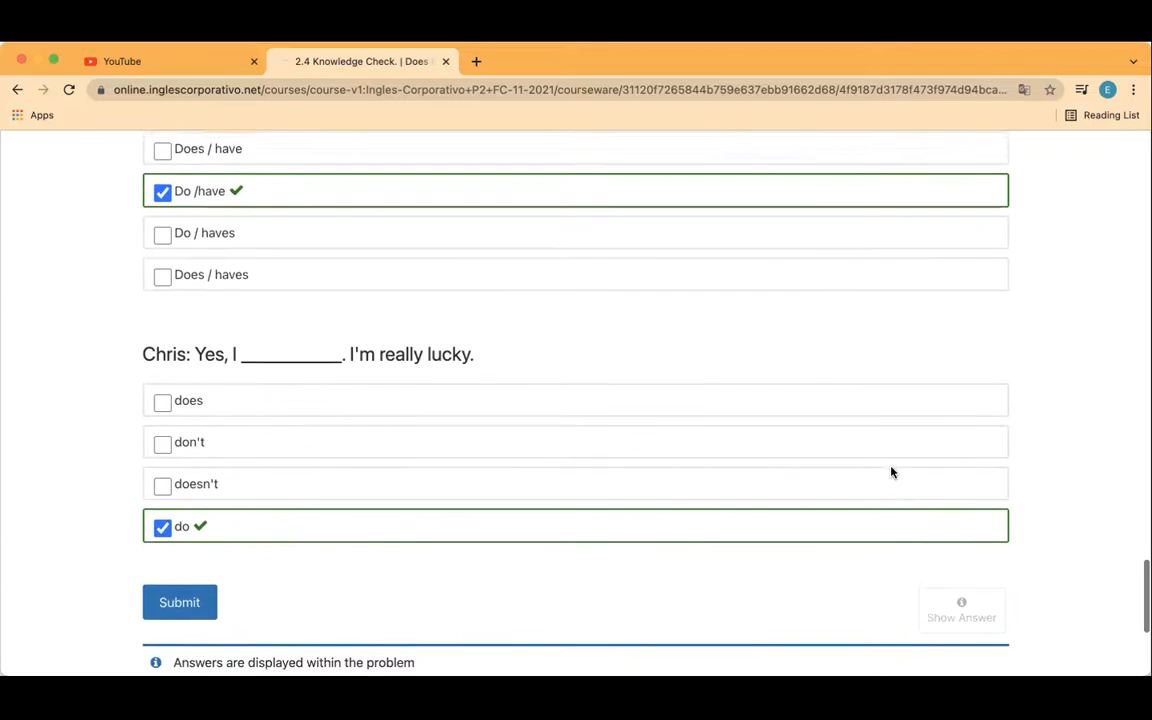 YouTube
2.4 Knowledge Check. | Does
online.inglescorporativo.net/courses/course-v1:Ingles-Corporativo+P2+FC-11-2021/courseware/31120f7265844b759e637ebb91662d68/4f9187d3178f473f974d94bca...
E
Apps
Reading List
Does / have
Do /have
Do / haves
Does / haves
Chris: Yes, I ___________. I'm really lucky.
does
don't
doesn't
do
Submit
Show Answer
Answers are displayed within the problem